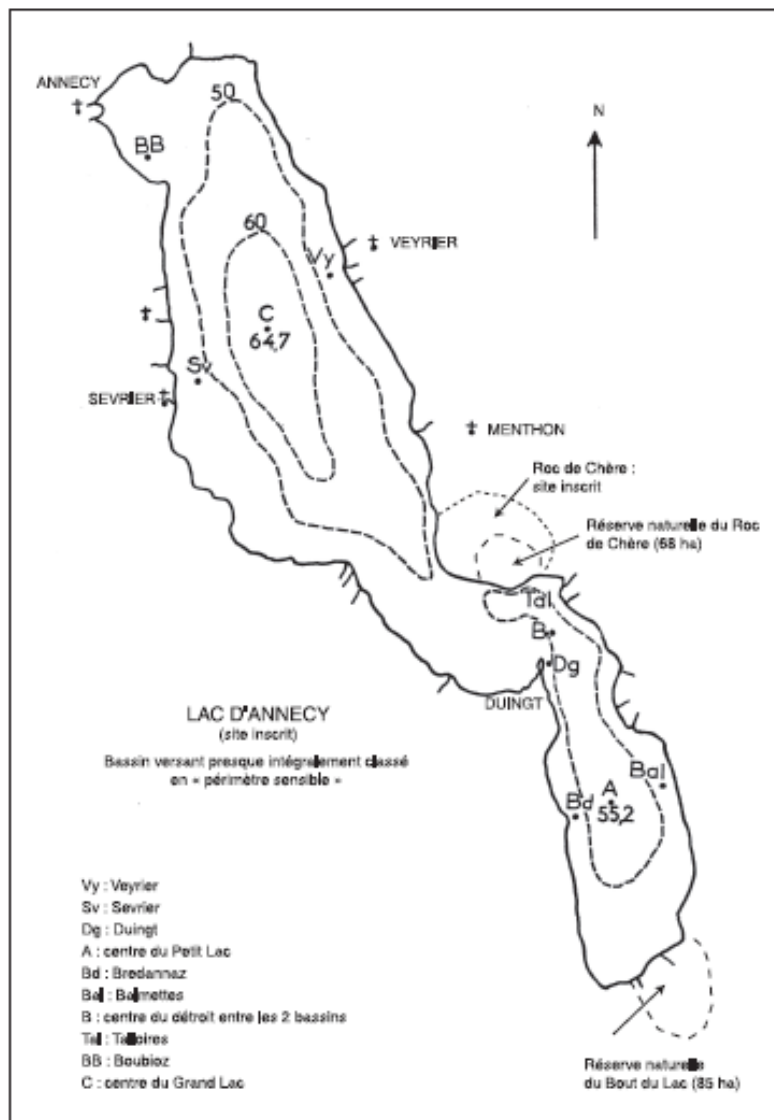 ANNECY
50
N
BB
60
VEYRIER
Vy
C
64,7
Sv
SEVRIER
MENTHON
Roc de Chère :
site inscrit
Réserve naturelle du Roc
de Chère (68 ha)
Tal
B
Dg
DUINGT
LAC D'ANNECY
(site inscrit)
Bassin versant presque intégralement classé
en « périmètre sensible »
Bal
A
Bd
55,2
Vy : Veyrier
Sv : Sevrier
Dg : Duingt
A : centre du Petit Lac
Bd : Bredannaz
Bal : Balmettes
B : centre du détroit entre les 2 bassins
Tal : Talloires
BB : Boubioz
C : centre du Grand Lac
Réserve naturelle
du Bout du Lac (85 ha)